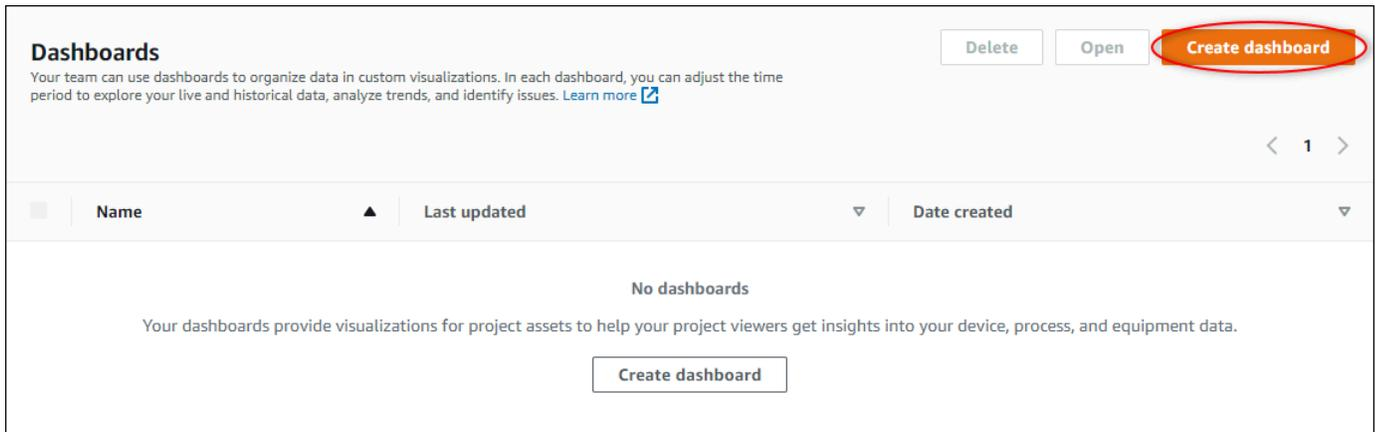 Dashboards
Delete
Open
Create dashboard
Your team can use dashboards to organize data in custom visualizations. In each dashboard, you can adjust the time
period to explore your live and historical data, analyze trends, and identify issues. Learn more
1
Name
Last updated
Date created
No dashboards
Your dashboards provide visualizations for project assets to help your project viewers get insights into your device, process, and equipment data.
Create dashboard